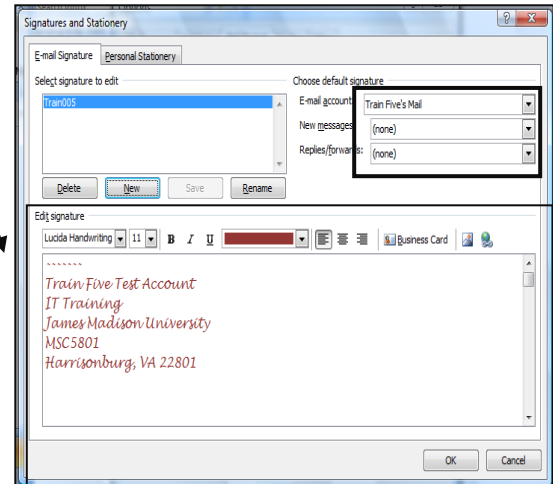 Signatures and Stationery
E-mail Signature Personal Stationery
Select signature to edit
Choose default signature
Train005
E-mail account: Train Five's Mail
New messages: (none)
Replies/forwards: (none)
Delete New Save Rename
Edit signature
Lucida Handwriting 11 B I U Business Card
~~~~~~~
Train Five Test Account
IT Training
James Madison University
MSC5801
Harrisonburg, VA 22801
OK Cancel